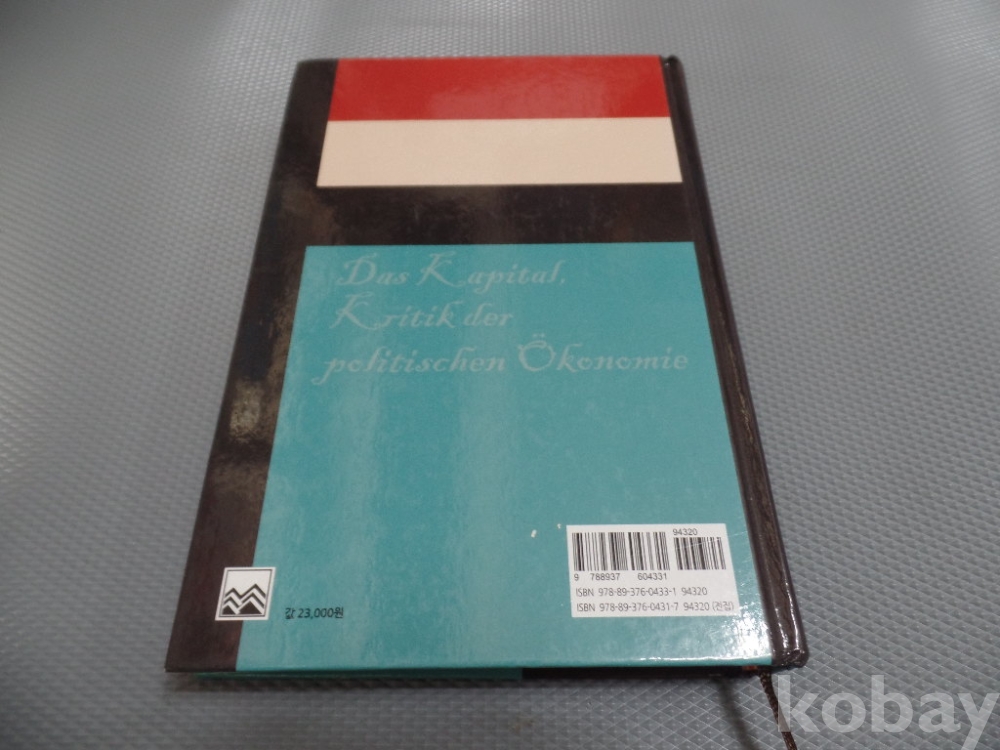 Das Kapital,
Kritik der
politischen Ökonomie
94320
9 788937 604331
ISBN 978-89-376-0433-1 94320
ISBN 978-89-376-0431-7 94320 (전집)
값 23,000원
kobay